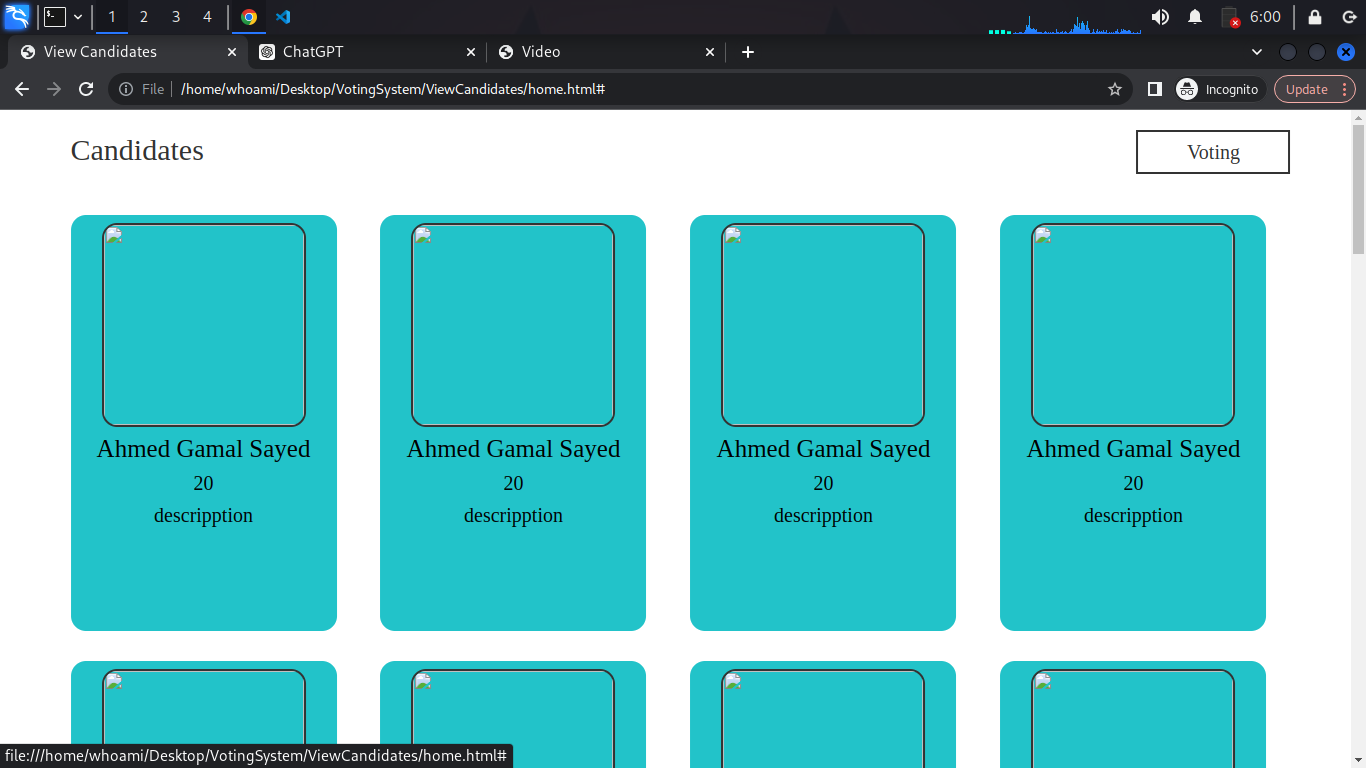 1 2 3 4 6:00
View Candidates ChatGPT Video
File /home/whoami/Desktop/VotingSystem/ViewCandidates/home.html# Incognito Update
Candidates Voting
Ahmed Gamal Sayed Ahmed Gamal Sayed Ahmed Gamal Sayed Ahmed Gamal Sayed
20 20 20 20
descripption descripption descripption descripption
file:///home/whoami/Desktop/VotingSystem/ViewCandidates/home.html#